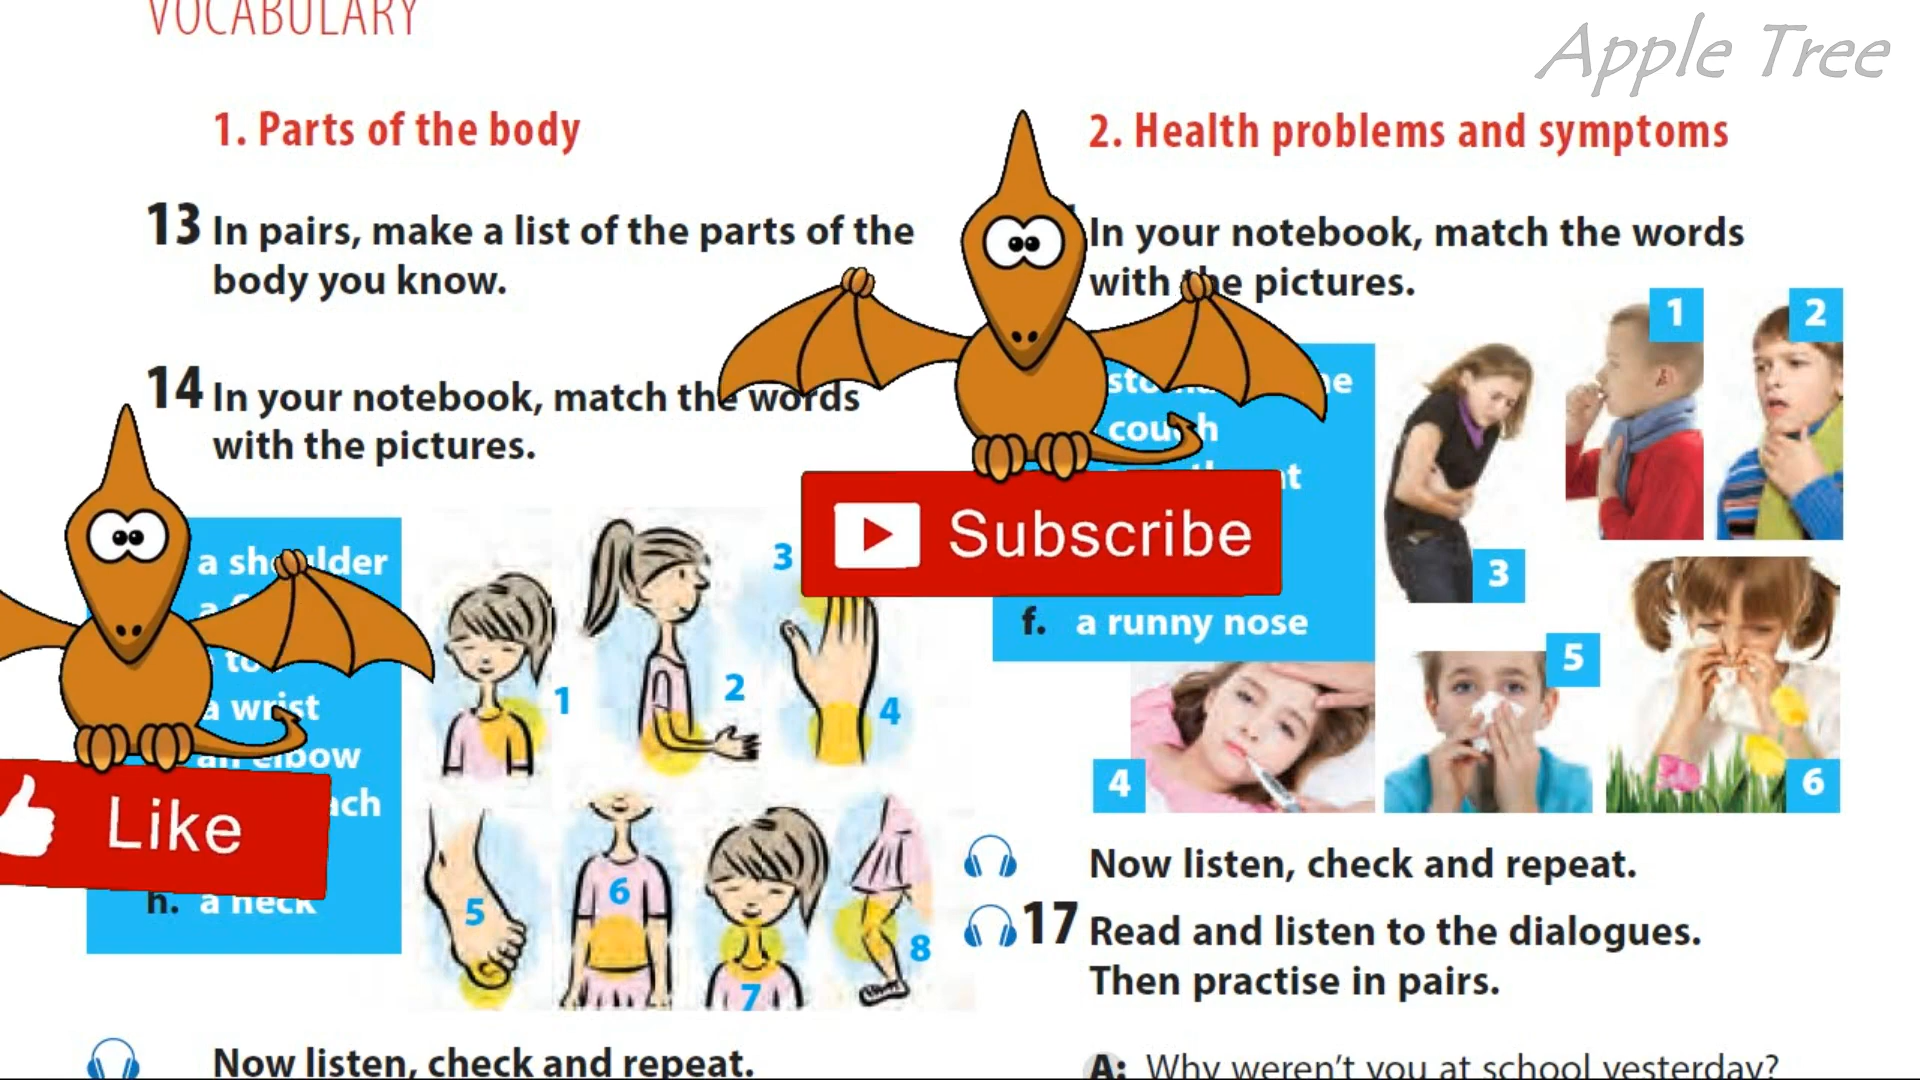 VOCABULARY
Apple Tree
1. Parts of the body
13 In pairs, make a list of the parts of the
body you know.
14 In your notebook, match the words
with the pictures.
a shoulder
a
a wrist
an elbow
h. a neck
Like
1
2
3
4
5
6
7
8
Now listen, check and repeat.
2. Health problems and symptoms
In your notebook, match the words
with the pictures.
cough
f. a runny nose
Subscribe
1
2
3
4
5
6
Now listen, check and repeat.
17 Read and listen to the dialogues.
Then practise in pairs.
A: Why weren't you at school yesterday?